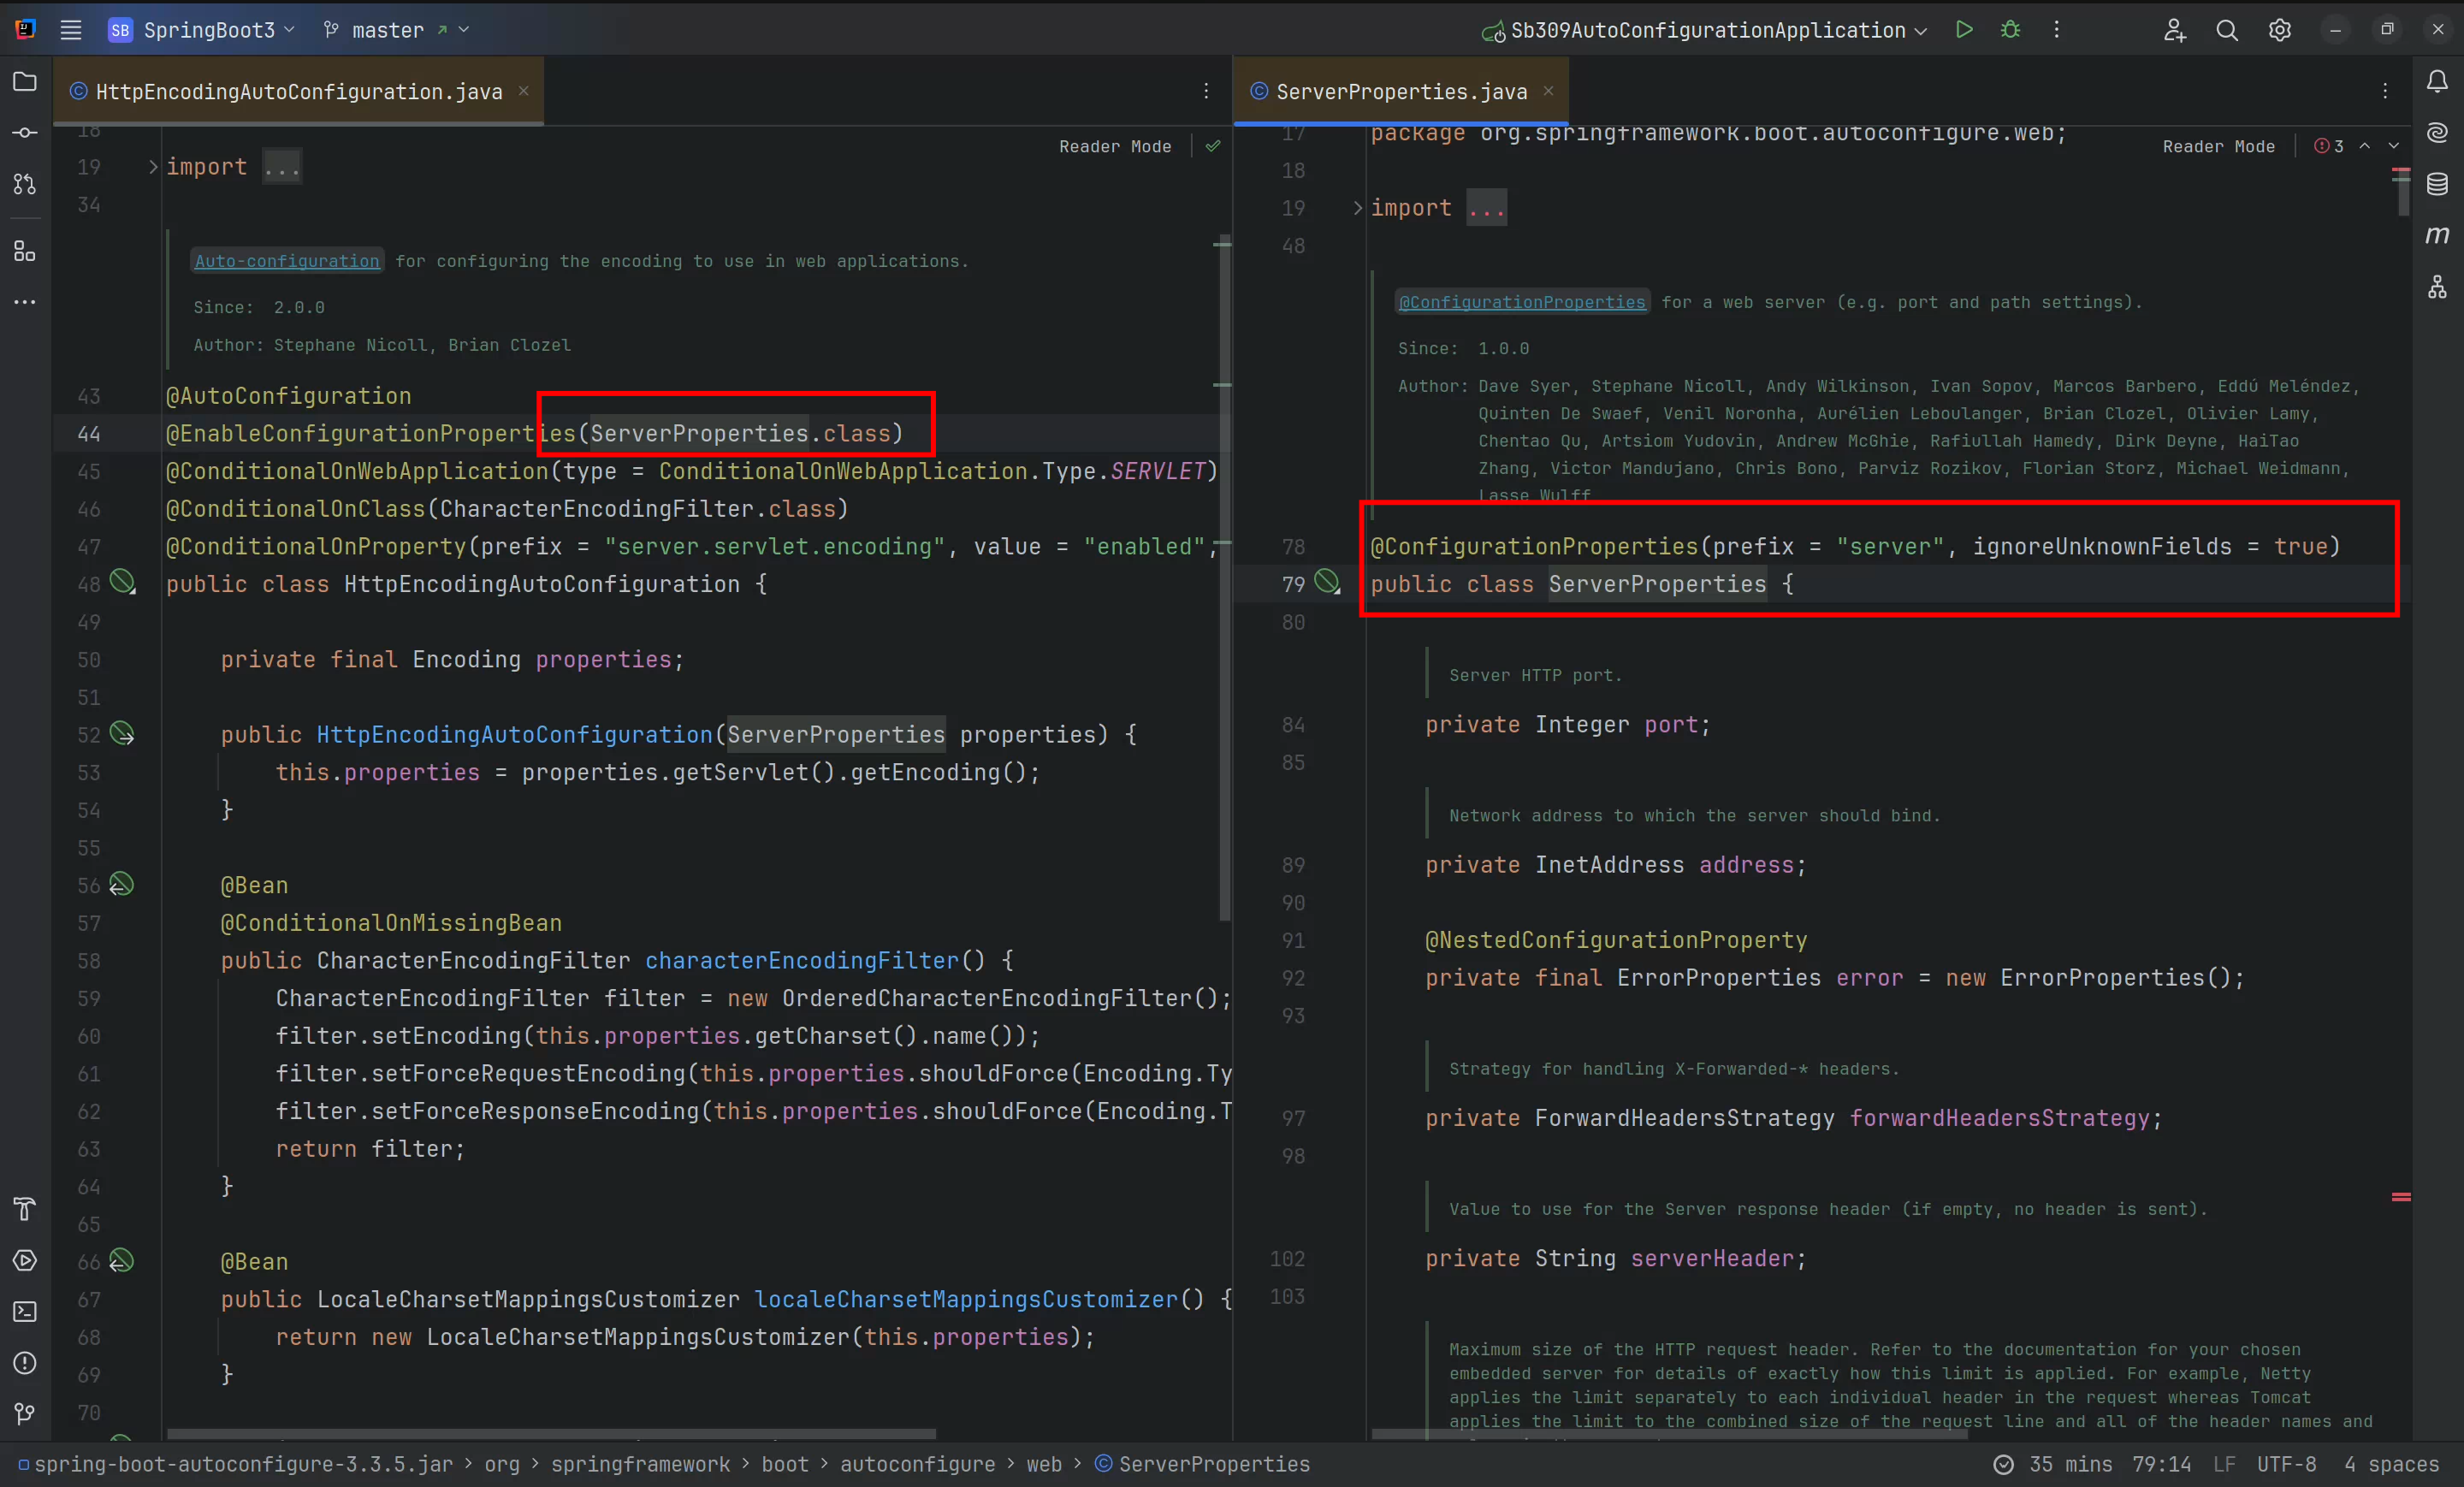 SB SpringBoot3 master Sb309AutoConfigurationApplication
HttpEncodingAutoConfiguration.java
Reader Mode
18
19 import ...
34
Auto-configuration for configuring the encoding to use in web applications.
Since: 2.0.0
Author: Stephane Nicoll, Brian Clozel
43 @AutoConfiguration
44 @EnableConfigurationProperties(ServerProperties.class)
45 @ConditionalOnWebApplication(type = ConditionalOnWebApplication.Type.SERVLET)
46 @ConditionalOnClass(CharacterEncodingFilter.class)
47 @ConditionalOnProperty(prefix = "server.servlet.encoding", value = "enabled",
48 public class HttpEncodingAutoConfiguration {
49
50 private final Encoding properties;
51
52 public HttpEncodingAutoConfiguration(ServerProperties properties) {
53 this.properties = properties.getServlet().getEncoding();
54 }
55
56 @Bean
57 @ConditionalOnMissingBean
58 public CharacterEncodingFilter characterEncodingFilter() {
59 CharacterEncodingFilter filter = new OrderedCharacterEncodingFilter();
60 filter.setEncoding(this.properties.getCharset().name());
61 filter.setForceRequestEncoding(this.properties.shouldForce(Encoding.Ty
62 filter.setForceResponseEncoding(this.properties.shouldForce(Encoding.T
63 return filter;
64 }
65
66 @Bean
67 public LocaleCharsetMappingsCustomizer localeCharsetMappingsCustomizer() {
68 return new LocaleCharsetMappingsCustomizer(this.properties);
69 }
70
ServerProperties.java
17 package org.springframework.boot.autoconfigure.web;
Reader Mode 3
18
19 import ...
48
@ConfigurationProperties for a web server (e.g. port and path settings).
Since: 1.0.0
Author: Dave Syer, Stephane Nicoll, Andy Wilkinson, Ivan Sopov, Marcos Barbero, Eddú Meléndez,
Quinten De Swaef, Venil Noronha, Aurélien Leboulanger, Brian Clozel, Olivier Lamy,
Chentao Qu, Artsiom Yudovin, Andrew McGhie, Rafiullah Hamedy, Dirk Deyne, HaiTao
Zhang, Victor Mandujano, Chris Bono, Parviz Rozikov, Florian Storz, Michael Weidmann,
Lasse Wulff
78 @ConfigurationProperties(prefix = "server", ignoreUnknownFields = true)
79 public class ServerProperties {
80
Server HTTP port.
84 private Integer port;
85
Network address to which the server should bind.
89 private InetAddress address;
90
91 @NestedConfigurationProperty
92 private final ErrorProperties error = new ErrorProperties();
93
Strategy for handling X-Forwarded-* headers.
97 private ForwardHeadersStrategy forwardHeadersStrategy;
98
Value to use for the Server response header (if empty, no header is sent).
102 private String serverHeader;
103
Maximum size of the HTTP request header. Refer to the documentation for your chosen
embedded server for details of exactly how this limit is applied. For example, Netty
applies the limit separately to each individual header in the request whereas Tomcat
applies the limit to the combined size of the request line and all of the header names and
spring-boot-autoconfigure-3.3.5.jar > org > springframework > boot > autoconfigure > web > ServerProperties 35 mins 79:14 LF UTF-8 4 spaces